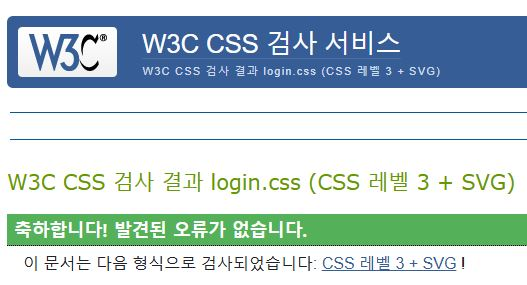 W3C® W3C CSS 검사 서비스
W3C CSS 검사 결과 login.css (CSS 레벨 3 + SVG)
W3C CSS 검사 결과 login.css (CSS 레벨 3 + SVG)
축하합니다! 발견된 오류가 없습니다.
이 문서는 다음 형식으로 검사되었습니다: CSS 레벨 3 + SVG !